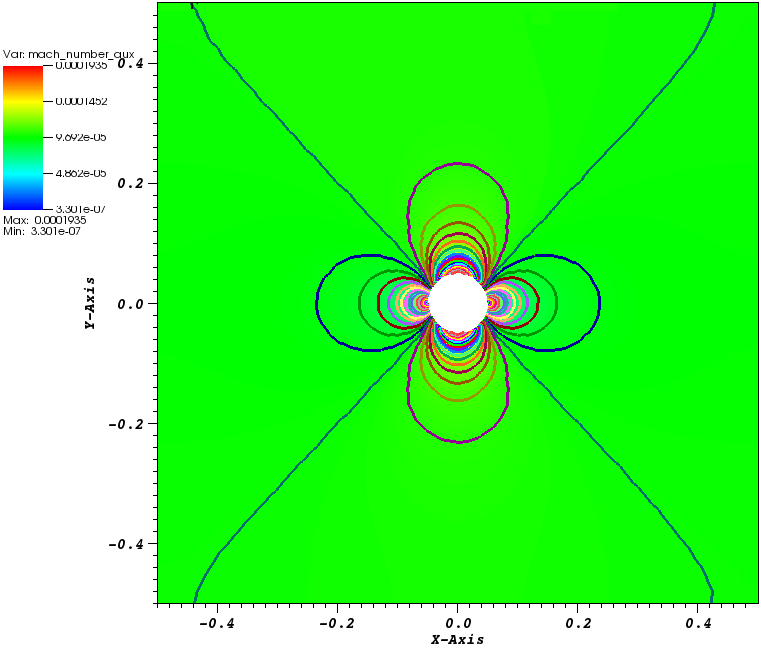 Var: mach_number_aux
0.0001935
0.0001452
9.692e-05
4.862e-05
3.301e-07
Max: 0.0001935
Min: 3.301e-07
0.4
0.2
0.0
-0.2
-0.4
Y-Axis
-0.4 -0.2 0.0 0.2 0.4
X-Axis